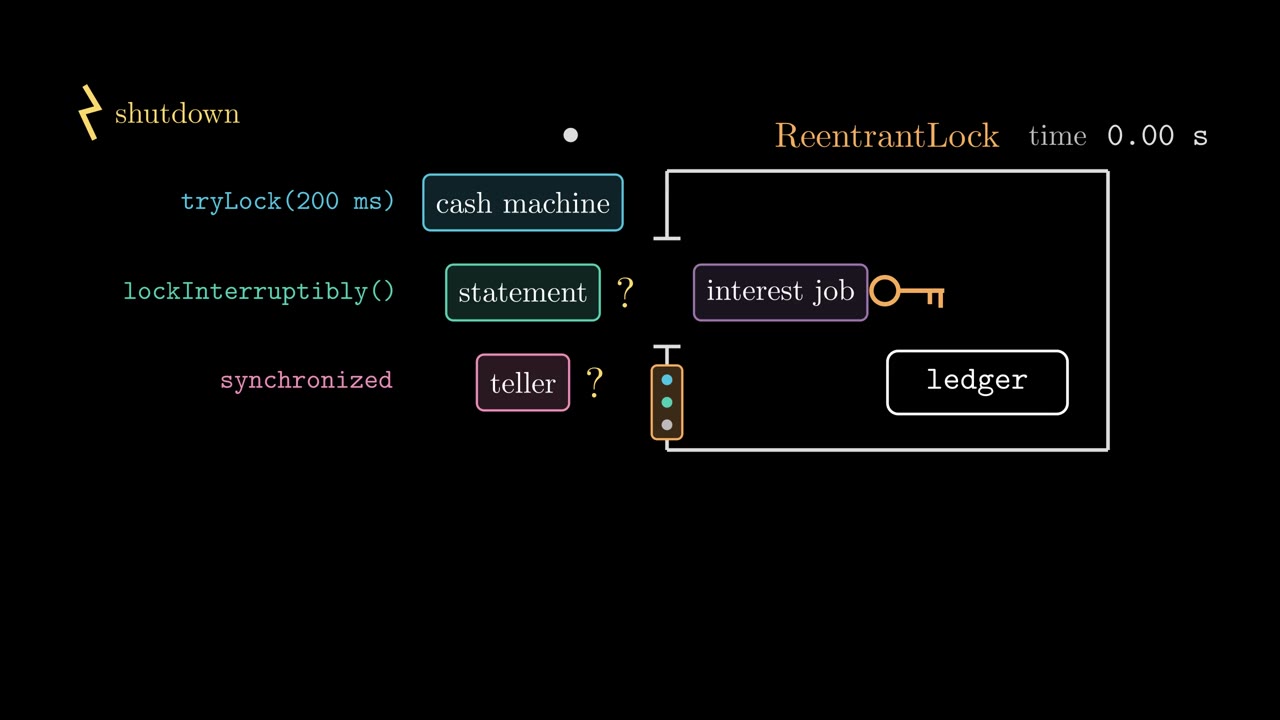 shutdown
ReentrantLock time 0.00 s
tryLock(200 ms) cash machine
lockInterruptibly() statement ? interest job
synchronized teller ? ledger